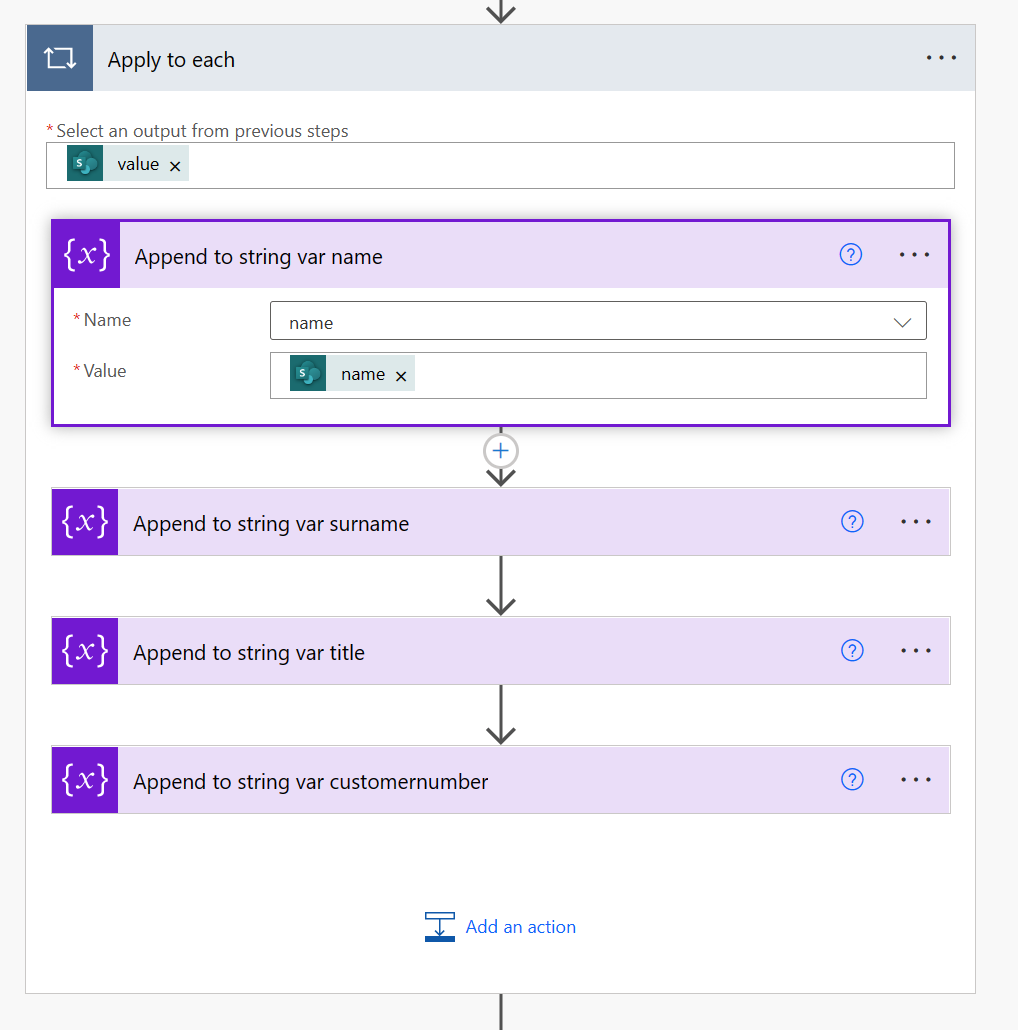 Apply to each
* Select an output from previous steps
S value ×
{x} Append to string var name ? ...
* Name name
* Value S name ×
{x} Append to string var surname ? ...
{x} Append to string var title ? ...
{x} Append to string var customernumber ? ...
Add an action